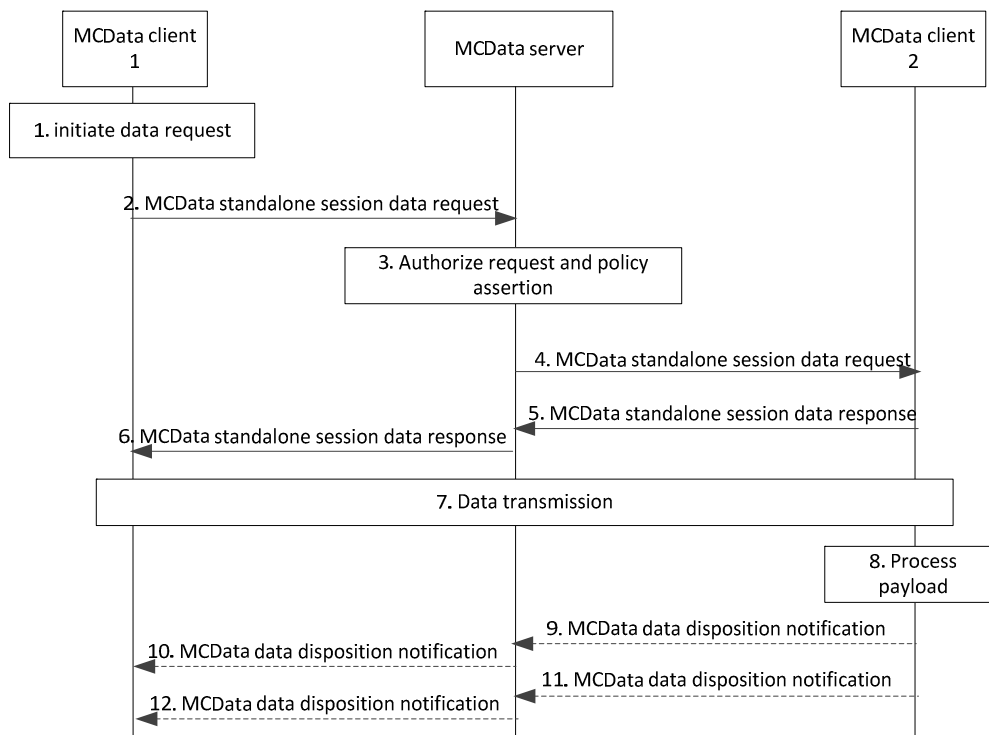 MCData client
1
MCData server
MCData client
2
1. initiate data request
2. MCData standalone session data request
3. Authorize request and policy
assertion
4. MCData standalone session data request
5. MCData standalone session data response
6. MCData standalone session data response
7. Data transmission
8. Process
payload
9. MCData data disposition notification
10. MCData data disposition notification
11. MCData data disposition notification
12. MCData data disposition notification